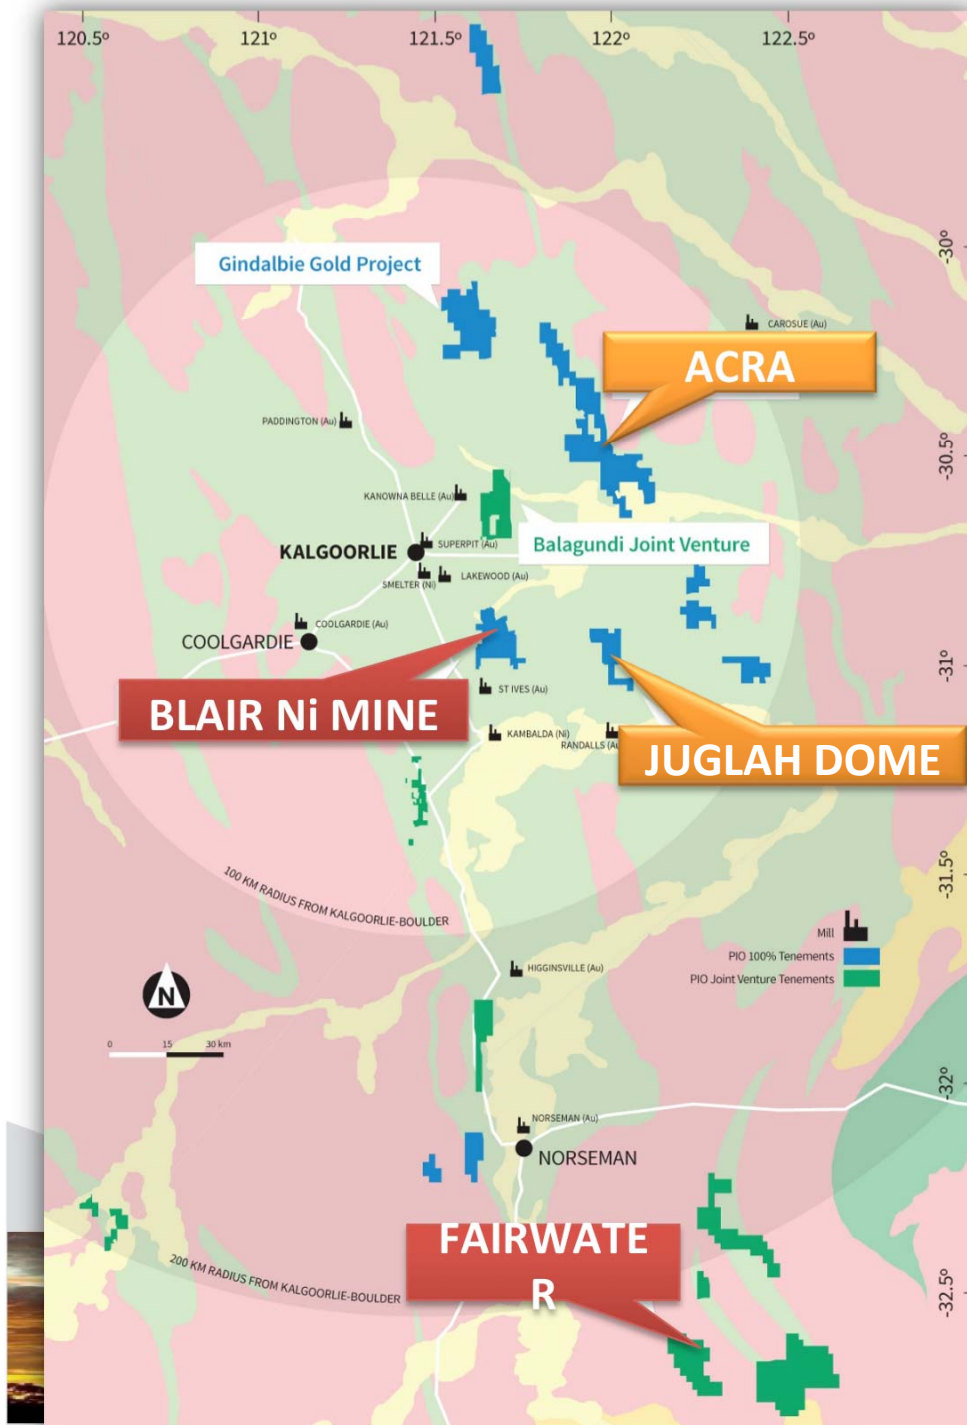 120.5º
121º
121.5º
122º
122.5º
-30º
Gindalbie Gold Project
CAROSUE (Au)
ACRA
PADDINGTON (Au)
-30.5º
KANOWNA BELLE (Au)
KALGOORLIE
SUPERPIT (Au)
Balagundi Joint Venture
SMELTER (Ni)
LAKEWOOD (Au)
COOLGARDIE (Au)
COOLGARDIE
-31º
ST IVES (Au)
BLAIR Ni MINE
KAMBALDA (Ni)
RANDALLS (Au
JUGLAH DOME
-31.5º
100 KM RADIUS FROM KALGOORLIE-BOULDER
Mill
PIO 100% Tenements
PIO Joint Venture Tenements
HIGGINSVILLE (Au)
N
0 15 30 km
-32º
NORSEMAN (Au)
NORSEMAN
FAIRWATE
R
200 KM RADIUS FROM KALGOORLIE-BOULDER
-32.5º